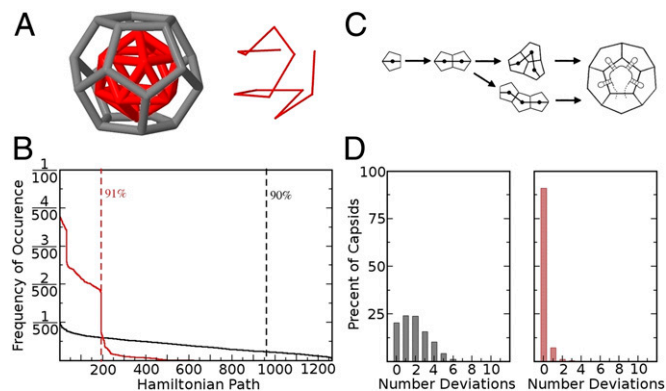 A
C
B
D
1
100
4
500
3
500
2
500
1
500
91%
90%
200 400 600 800 1000 1200
Frequency of Occurence
Hamiltonian Path
100
75
50
25
0
0 2 4 6 8 10
0 2 4 6 8 10
Precent of Capsids
Number Deviations
Number Deviations